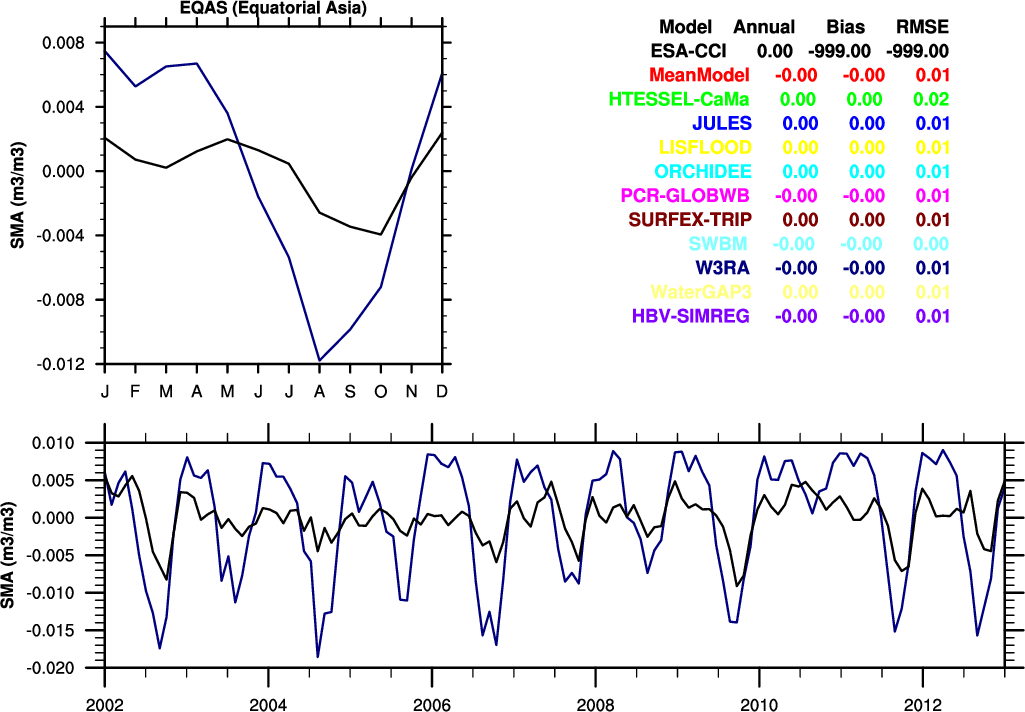 EQAS (Equatorial Asia)
0.008
0.004
0.000
-0.004
-0.008
-0.012
SMA (m3/m3)
J F M A M J J A S O N D
Model Annual Bias RMSE
ESA-CCI 0.00 -999.00 -999.00
MeanModel -0.00 -0.00 0.01
HTESSEL-CaMa 0.00 0.00 0.02
JULES 0.00 0.00 0.01
LISFLOOD 0.00 0.00 0.01
ORCHIDEE 0.00 0.00 0.01
PCR-GLOBWB -0.00 -0.00 0.01
SURFEX-TRIP 0.00 0.00 0.01
SWBM -0.00 -0.00 0.00
W3RA -0.00 -0.00 0.01
WaterGAP3 0.00 0.00 0.01
HBV-SIMREG -0.00 -0.00 0.01
0.010
0.005
0.000
-0.005
-0.010
-0.015
-0.020
SMA (m3/m3)
2002 2004 2006 2008 2010 2012